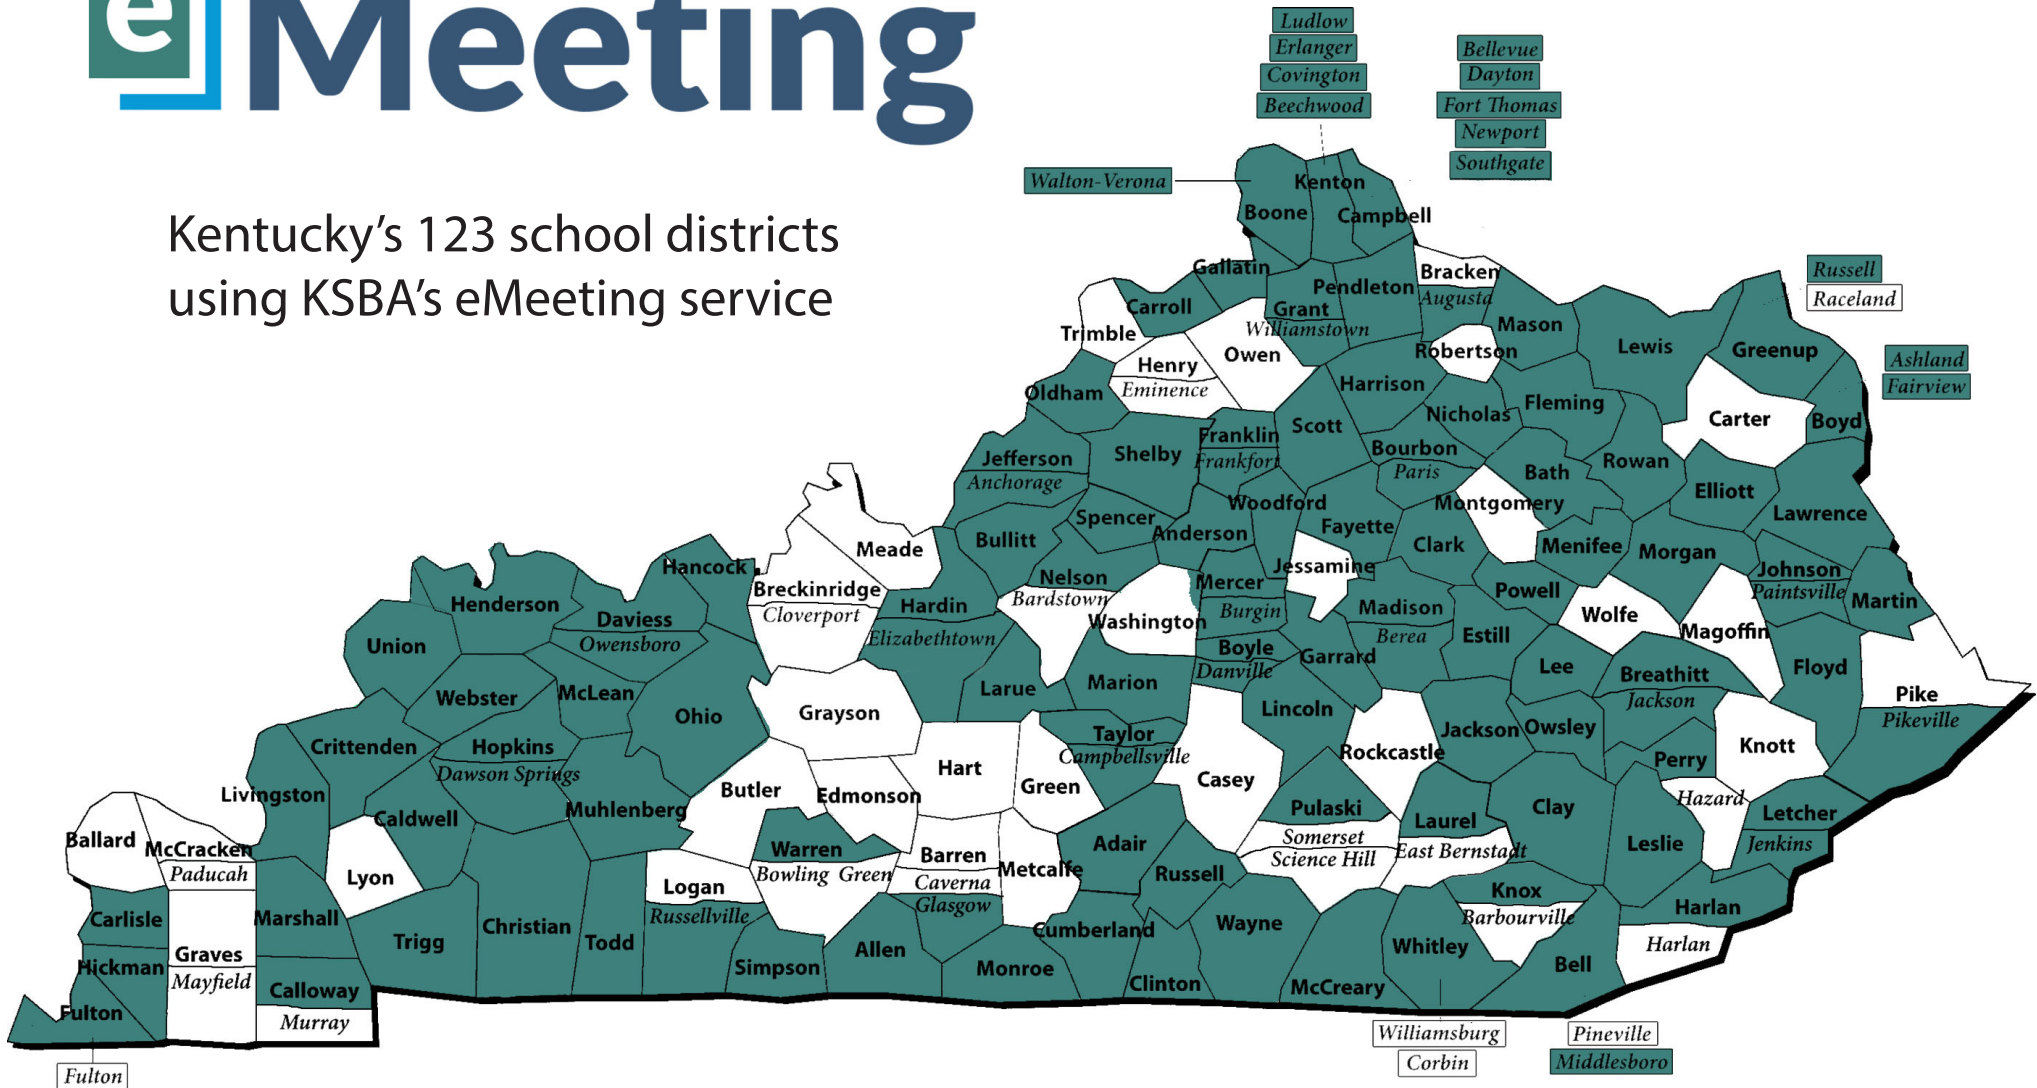 e Meeting
Kentucky's 123 school districts
using KSBA's eMeeting service
Ludlow
Erlanger
Covington
Beechwood
Bellevue
Dayton
Fort Thomas
Newport
Southgate
Walton-Verona
Kenton
Boone
Campbell
Gallatin
Bracken
Augusta
Pendleton
Carroll
Grant
Williamstown
Russell
Raceland
Trimble
Mason
Owen
Robertson
Lewis
Greenup
Henry
Eminence
Ashland
Fairview
Oldham
Harrison
Nicholas
Fleming
Carter
Boyd
Scott
Franklin
Frankfort
Shelby
Bourbon
Paris
Jefferson
Anchorage
Bath
Rowan
Elliott
Woodford
Montgomery
Lawrence
Spencer
Anderson
Fayette
Bullitt
Clark
Menifee
Morgan
Meade
Hancock
Jessamine
Johnson
Paintsville
Breckinridge
Cloverport
Nelson
Bardstown
Mercer
Burgin
Powell
Henderson
Hardin
Elizabethtown
Madison
Berea
Wolfe
Martin
Daviess
Owensboro
Washington
Estill
Magoffin
Union
Boyle
Danville
Garrard
Lee
Breathitt
Jackson
Floyd
Webster
McLean
Larue
Marion
Pike
Pikeville
Ohio
Grayson
Lincoln
Jackson
Owsley
Crittenden
Hopkins
Dawson Springs
Taylor
Campbellsville
Rockcastle
Perry
Hazard
Knott
Hart
Green
Casey
Livingston
Butler
Edmonson
Muhlenberg
Caldwell
Pulaski
Somerset
Science Hill
Laurel
East Bernstadt
Clay
Letcher
Jenkins
Ballard
McCracken
Paducah
Warren
Bowling Green
Barren
Caverna
Glasgow
Metcalfe
Adair
Leslie
Lyon
Logan
Russellville
Russell
Knox
Barbourville
Carlisle
Marshall
Christian
Todd
Trigg
Cumberland
Wayne
Whitley
Harlan
Harlan
Graves
Mayfield
Allen
Hickman
Simpson
Monroe
Clinton
McCreary
Bell
Calloway
Murray
Fulton
Fulton
Williamsburg
Corbin
Pineville
Middlesboro